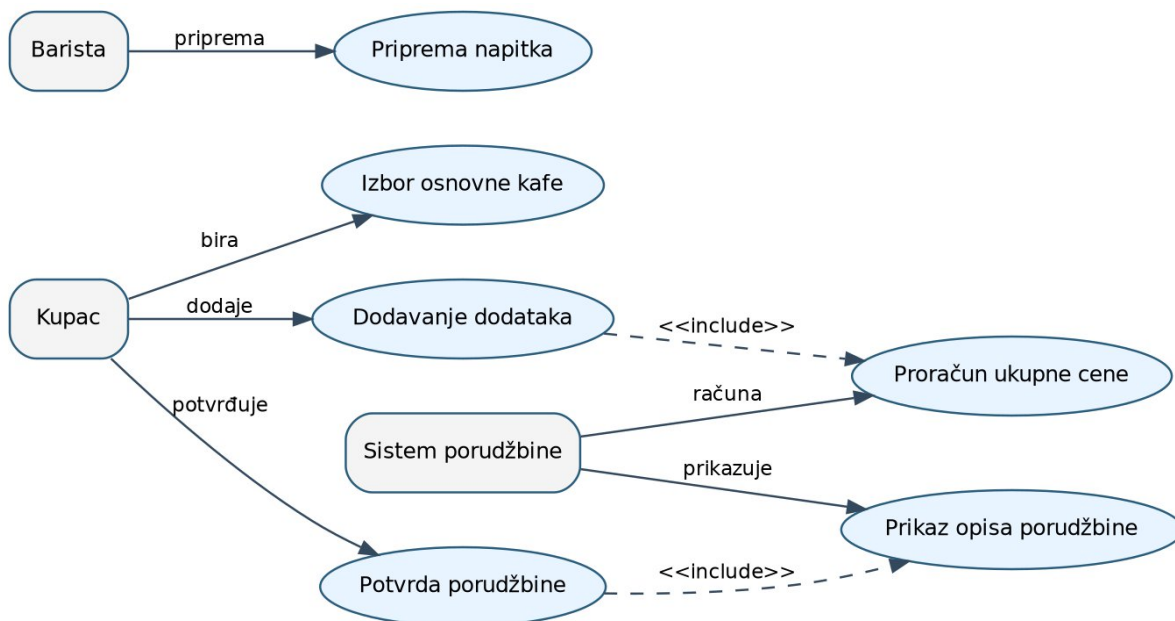 Barista
priprema
Priprema napitka
Izbor osnovne kafe
bira
Kupac
dodaje
Dodavanje dodataka
<<include>>
Proračun ukupne cene
računa
potvrđuje
Sistem porudžbine
prikazuje
Prikaz opisa porudžbine
<<include>>
Potvrda porudžbine